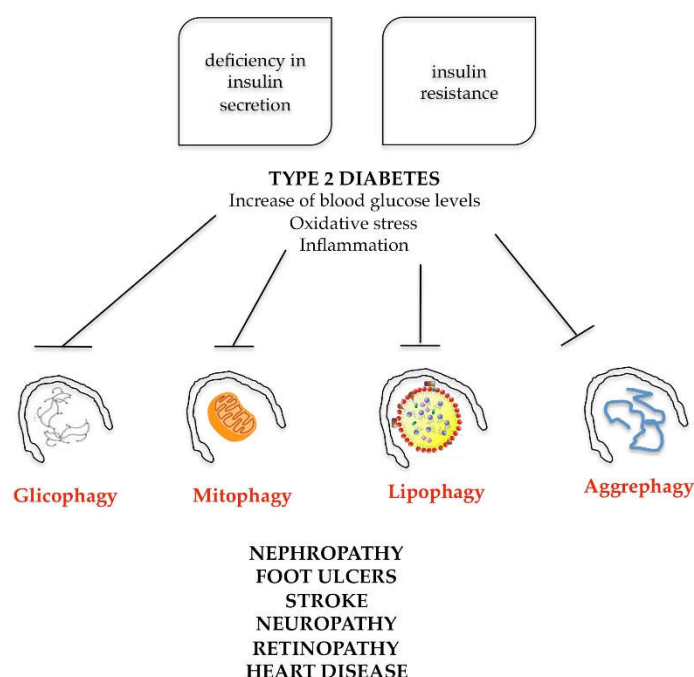 deficiency in
insulin
secretion
insulin
resistance
TYPE 2 DIABETES
Increase of blood glucose levels
Oxidative stress
Inflammation
Glicophagy
Mitophagy
Lipophagy
Aggrephagy
NEPHROPATHY
FOOT ULCERS
STROKE
NEUROPATHY
RETINOPATHY
HEART DISEASE